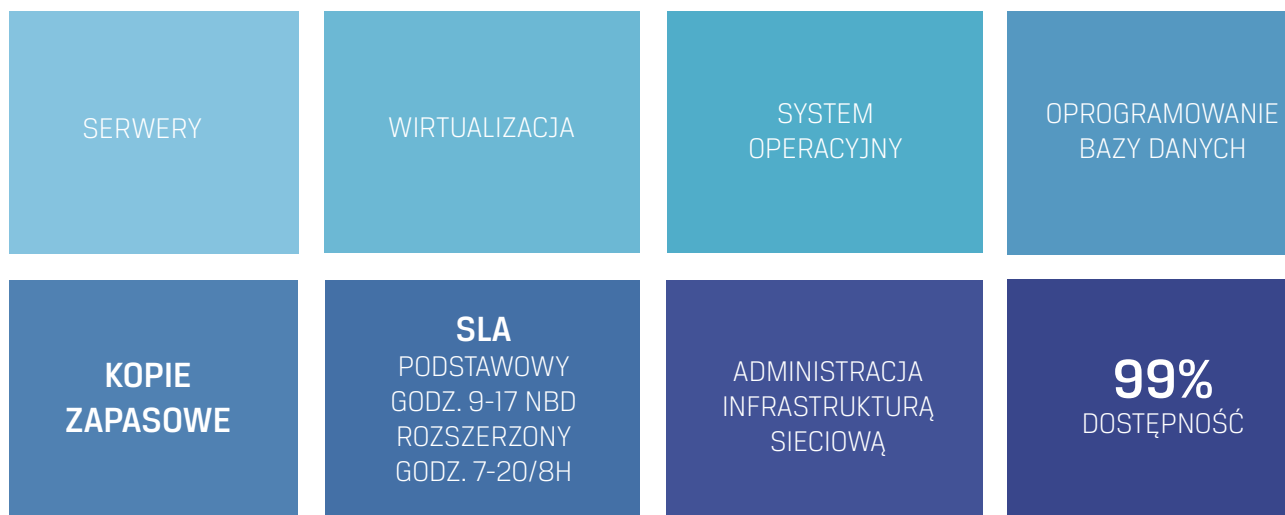 SERWERY
WIRTUALIZACJA
SYSTEM
OPERACYJNY
OPROGRAMOWANIE
BAZY DANYCH
KOPIE
ZAPASOWE
SLA
PODSTAWOWY
GODZ. 9-17 NBD
ROZSZERZONY
GODZ. 7-20/8H
ADMINISTRACJA
INFRASTRUKTURĄ
SIECIOWĄ
99%
DOSTĘPNOŚĆ